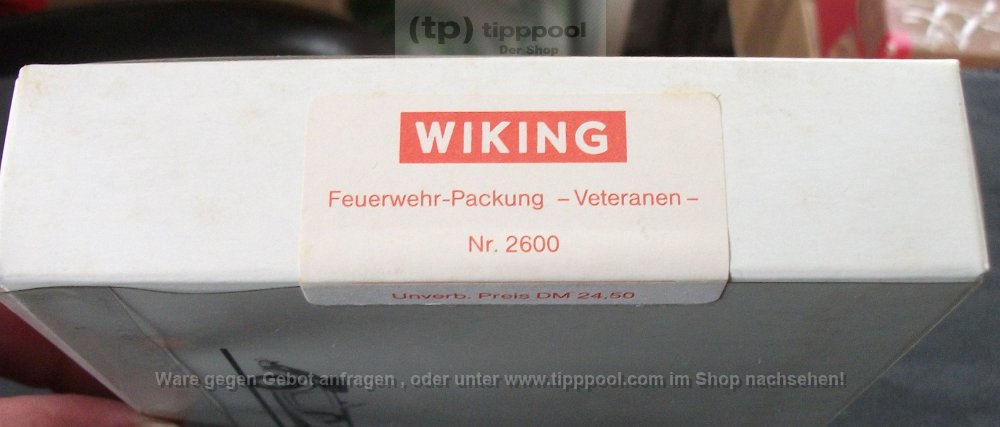 (tp) tipppool
Der Shop
WIKING
Feuerwehr-Packung – Veteranen –
Nr. 2600
Unverb. Preis DM 24,50
Ware gegen Gebot anfragen , oder unter www.tipppool.com im Shop nachsehen!